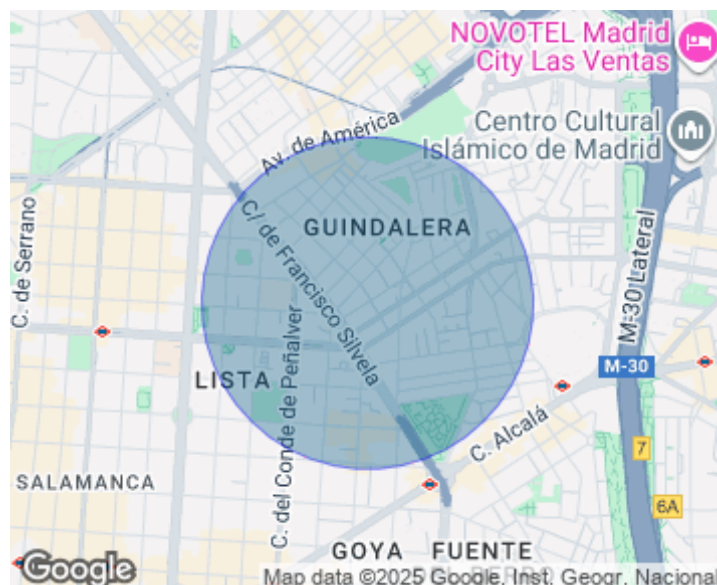 NOVOTEL Madrid
City Las Ventas
Av. de América
Centro Cultural
Islámico de Madrid
C. de Serrano
C/ de Francisco Silvela
GUINDALERA
M-30 Lateral
C. del Conde de Peñalver
LISTA
M-30
C. Alcalá
7
SALAMANCA
6A
GOYA
FUENTE
DEL BERRO
Google
Map data ©2025 Google, Inst. Geogr. Nacional